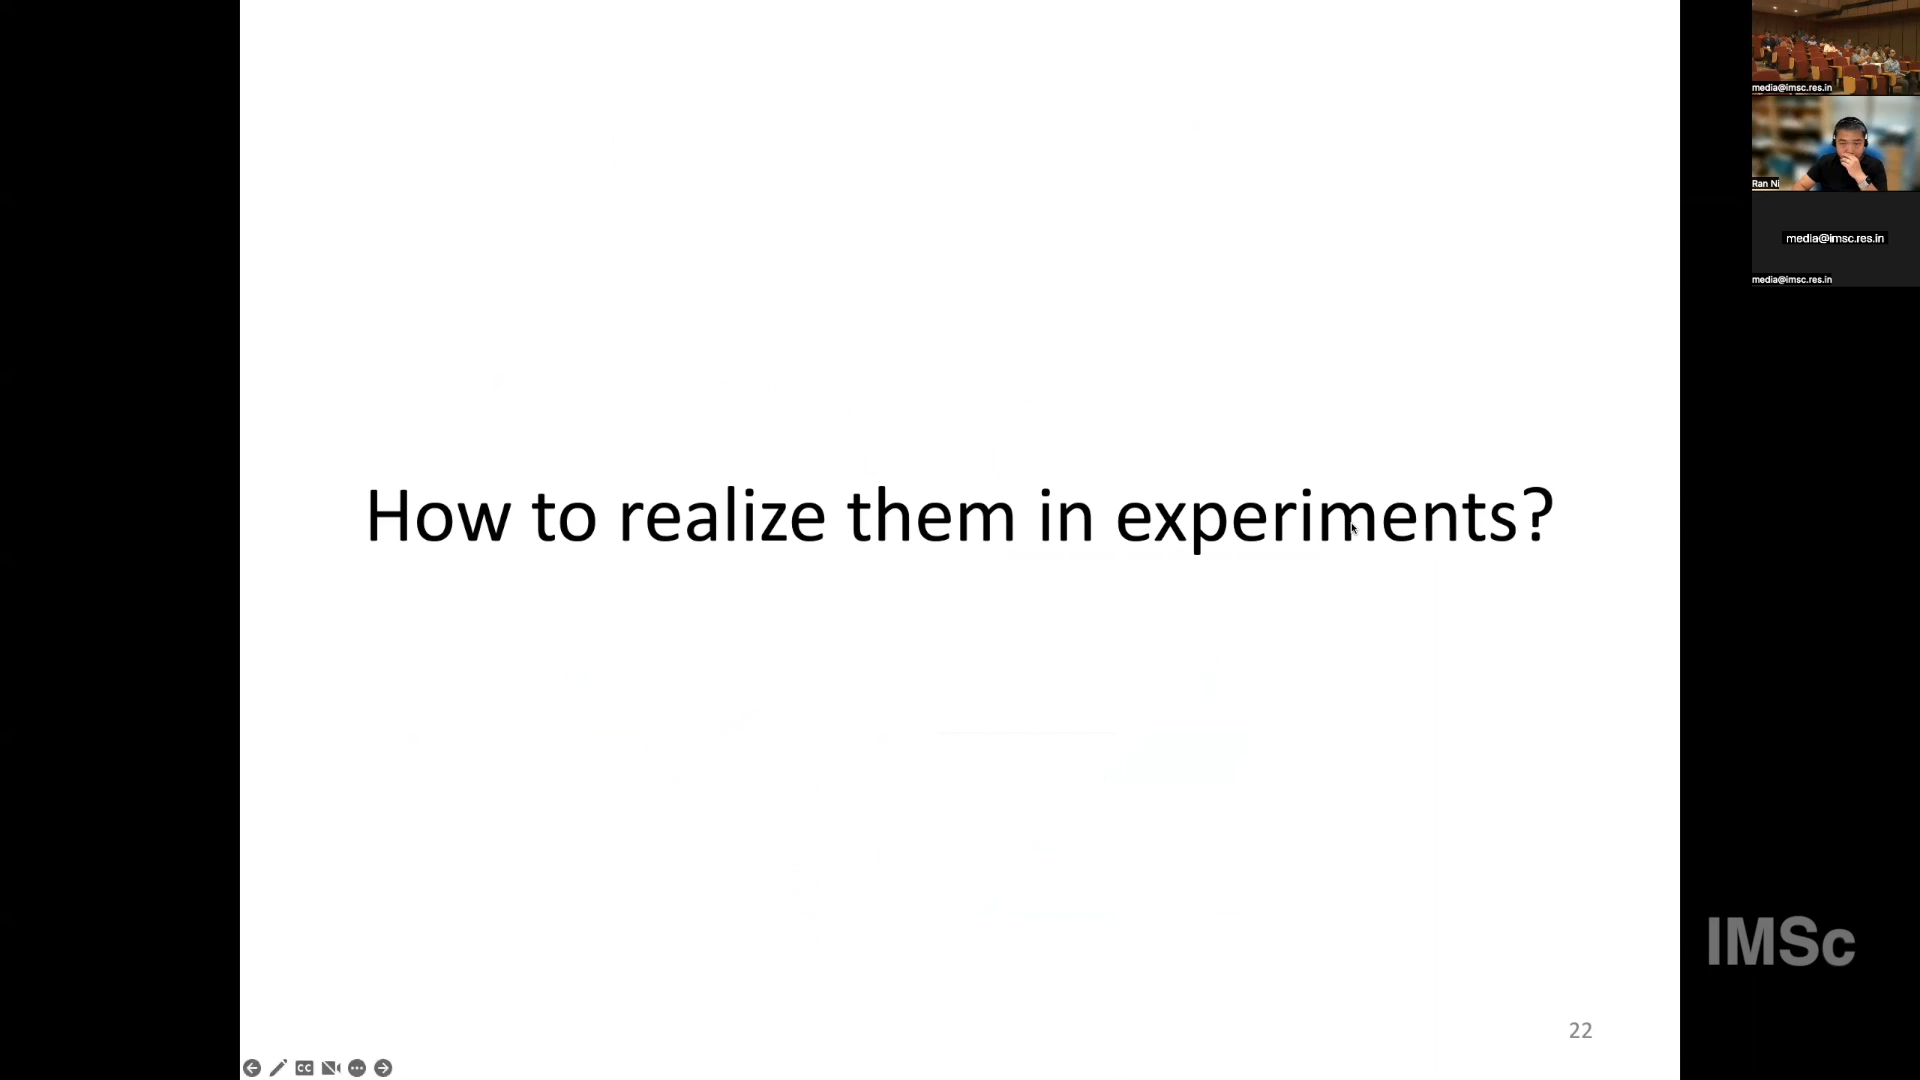 media@imsc.res.in
Ran Ni
media@imsc.res.in
media@imsc.res.in
How to realize them in experiments?
IMSc
22
CC